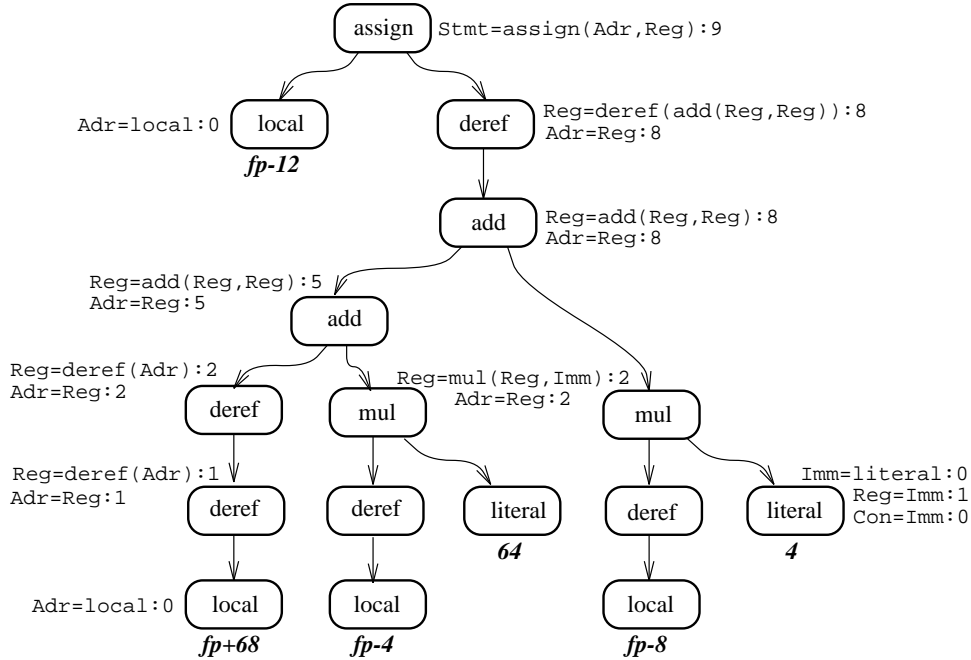 assign
Stmt=assign(Adr,Reg):9
Adr=local:0
local
fp-12
deref
Reg=deref(add(Reg,Reg)):8
Adr=Reg:8
add
Reg=add(Reg,Reg):8
Adr=Reg:8
Reg=add(Reg,Reg):5
Adr=Reg:5
add
Reg=deref(Adr):2
Adr=Reg:2
deref
Reg=mul(Reg,Imm):2
Adr=Reg:2
mul
mul
Reg=deref(Adr):1
Adr=Reg:1
deref
deref
literal
64
deref
literal
4
Imm=literal:0
Reg=Imm:1
Con=Imm:0
Adr=local:0
local
fp+68
local
fp-4
local
fp-8